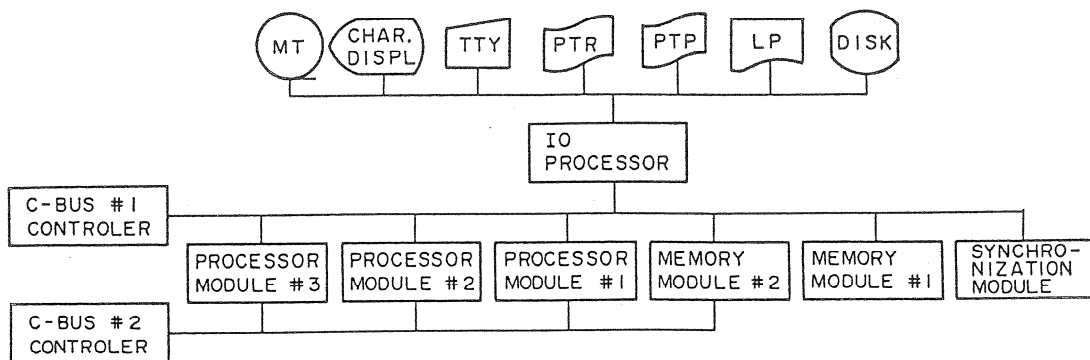 MT
CHAR.
DISPL
TTY
PTR
PTP
LP
DISK
IO
PROCESSOR
C-BUS #1
CONTROLER
PROCESSOR
MODULE #3
PROCESSOR
MODULE #2
PROCESSOR
MODULE #1
MEMORY
MODULE #2
MEMORY
MODULE #1
SYNCHRO-
NIZATION
MODULE
C-BUS #2
CONTROLER